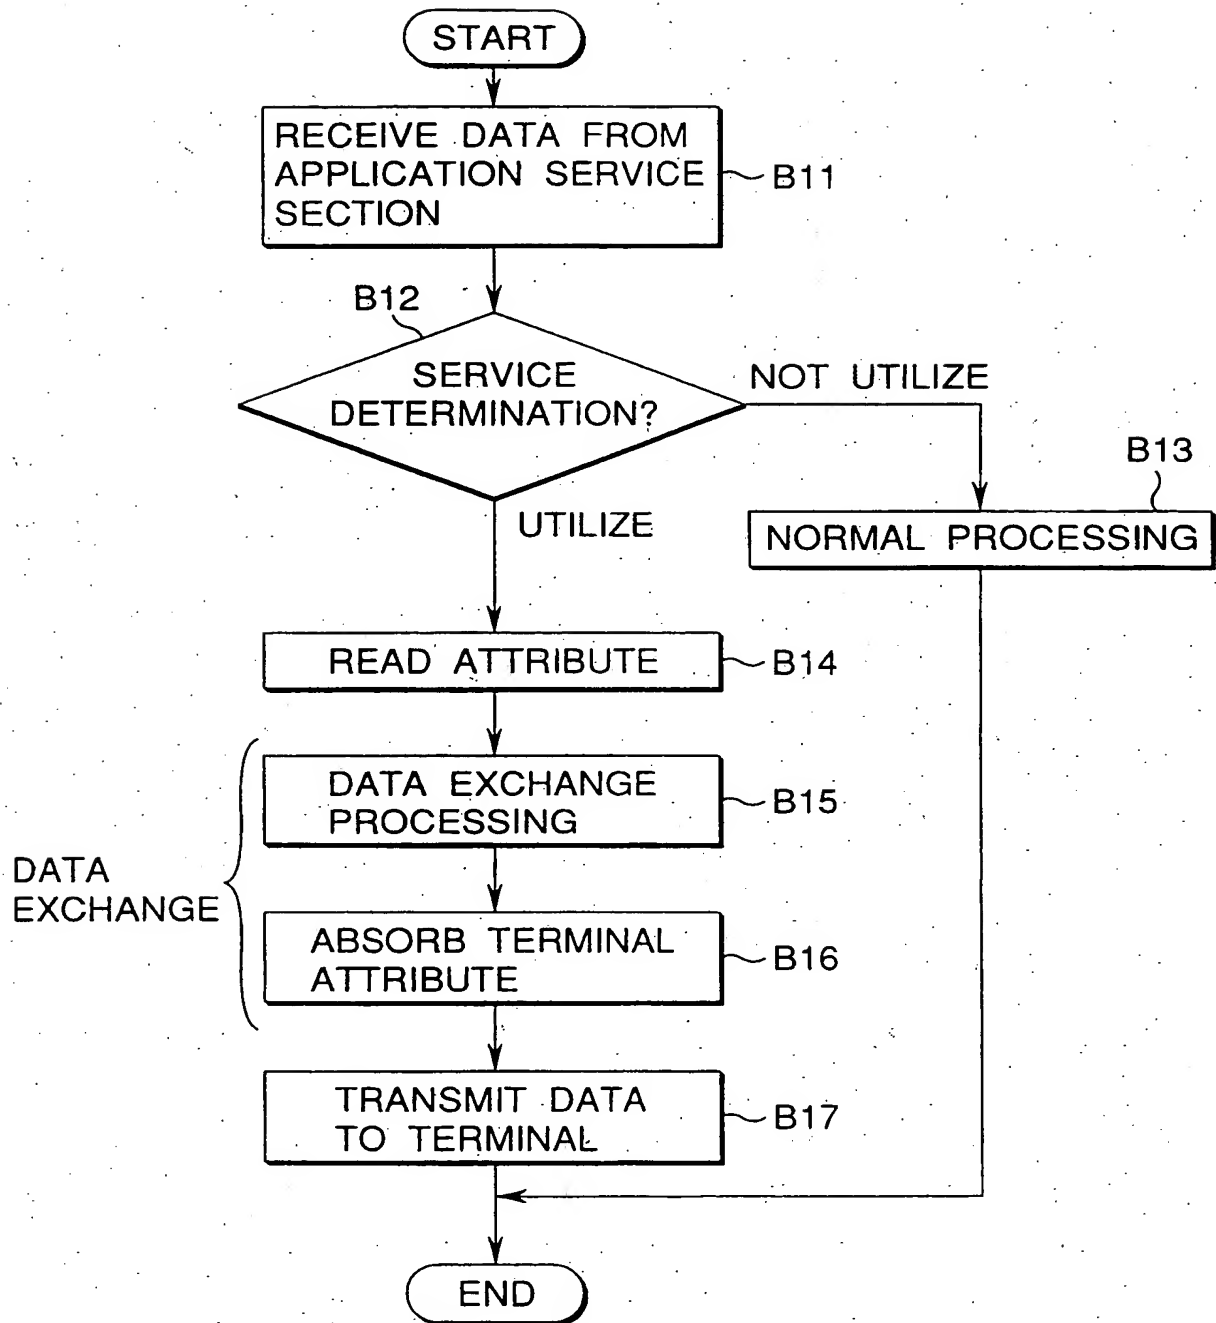 START
RECEIVE DATA FROM
APPLICATION SERVICE
SECTION
B11
B12
SERVICE
DETERMINATION?
NOT UTILIZE
B13
UTILIZE
NORMAL PROCESSING
READ ATTRIBUTE
B14
DATA EXCHANGE
PROCESSING
B15
DATA
EXCHANGE
ABSORB TERMINAL
ATTRIBUTE
B16
TRANSMIT DATA
TO TERMINAL
B17
END